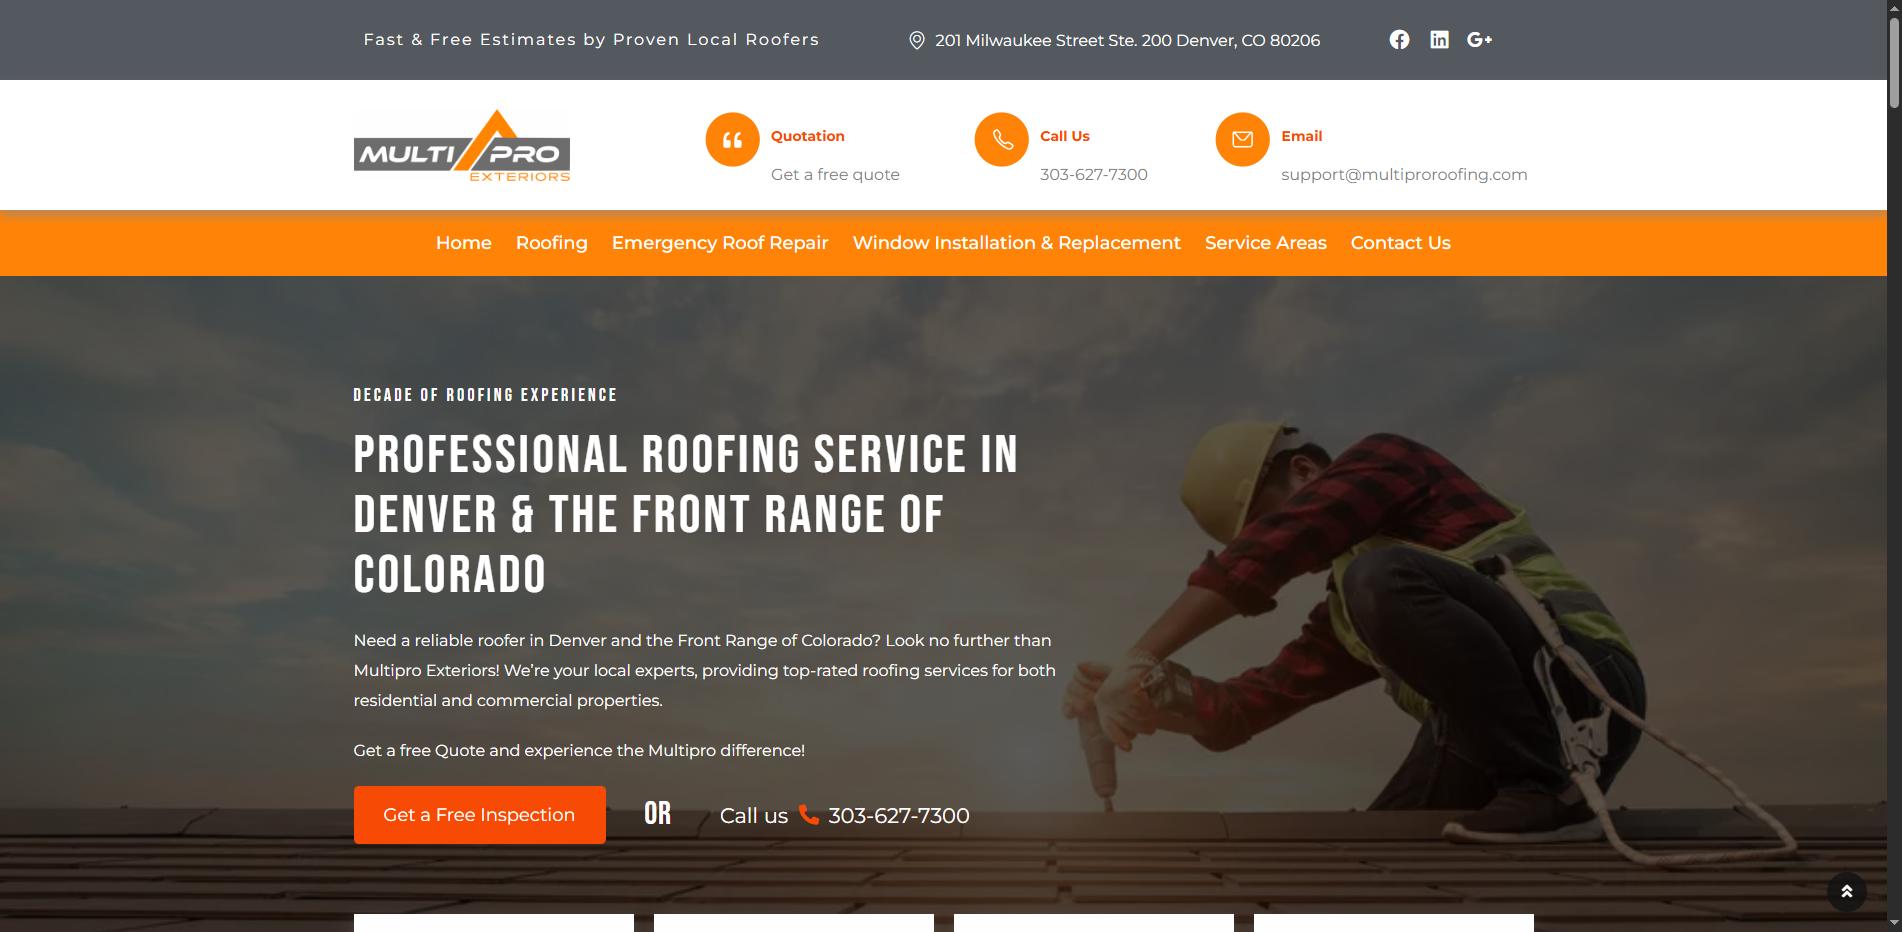 Fast & Free Estimates by Proven Local Roofers
201 Milwaukee Street Ste. 200 Denver, CO 80206
MULTI PRO
EXTERIORS
Quotation
Get a free quote
Call Us
303-627-7300
Email
support@multiproroofing.com
Home Roofing Emergency Roof Repair Window Installation & Replacement Service Areas Contact Us
DECADE OF ROOFING EXPERIENCE
PROFESSIONAL ROOFING SERVICE IN
DENVER & THE FRONT RANGE OF
COLORADO
Need a reliable roofer in Denver and the Front Range of Colorado? Look no further than
Multipro Exteriors! We’re your local experts, providing top-rated roofing services for both
residential and commercial properties.
Get a free Quote and experience the Multipro difference!
Get a Free Inspection OR Call us 303-627-7300